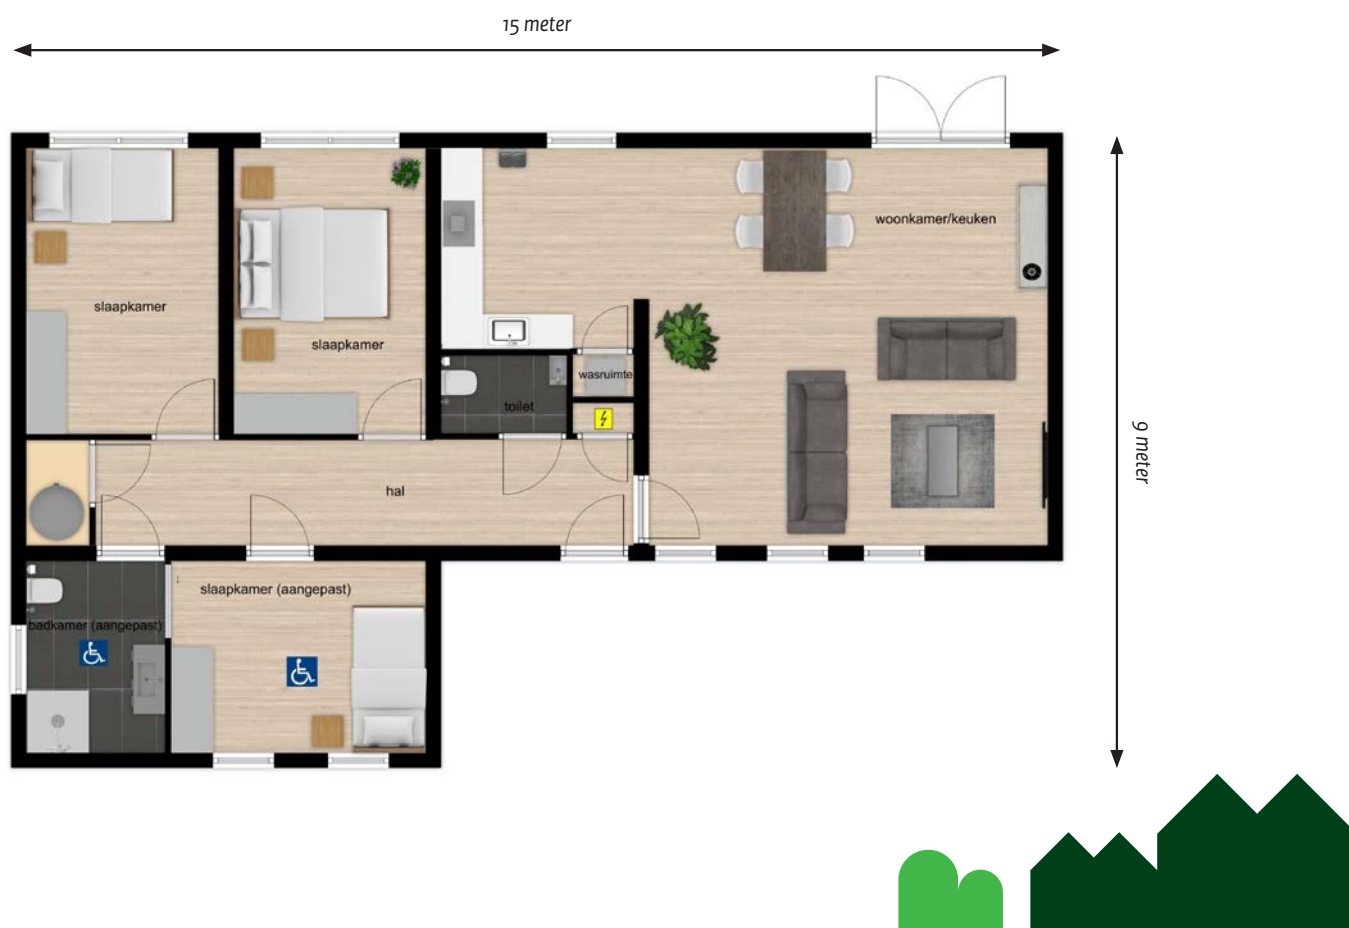 15 meter
woonkamer/keuken
slaapkamer
slaapkamer
wasruimte
toilet
9 meter
hal
slaapkamer (aangepast)
badkamer (aangepast)